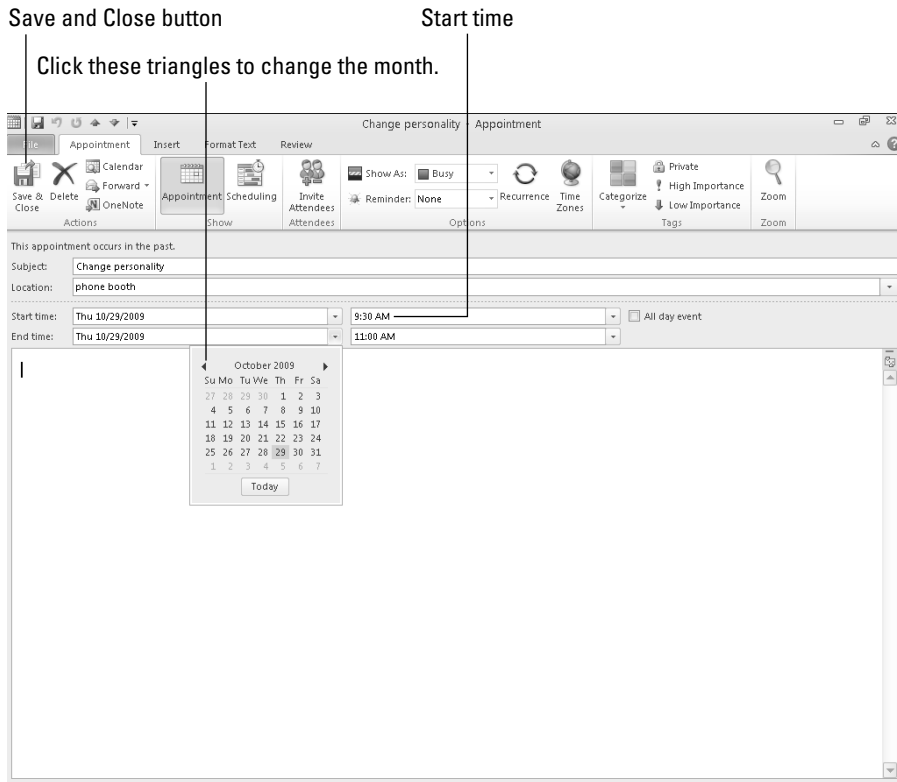 Save and Close button
Start time
Click these triangles to change the month.
Change personality - Appointment
File Appointment Insert Format Text Review
Save & Close
Delete
Calendar
Forward
OneNote
Actions
Appointment
Scheduling
Show
Invite Attendees
Attendees
Show As: Busy
Reminder: None
Recurrence
Time Zones
Options
Categorize
Private
High Importance
Low Importance
Tags
Zoom
Zoom
This appointment occurs in the past.
Subject: Change personality
Location: phone booth
Start time: Thu 10/29/2009 9:30 AM All day event
End time: Thu 10/29/2009 11:00 AM
October 2009
Su Mo Tu We Th Fr Sa
27 28 29 30 1 2 3
4 5 6 7 8 9 10
11 12 13 14 15 16 17
18 19 20 21 22 23 24
25 26 27 28 29 30 31
1 2 3 4 5 6 7
Today